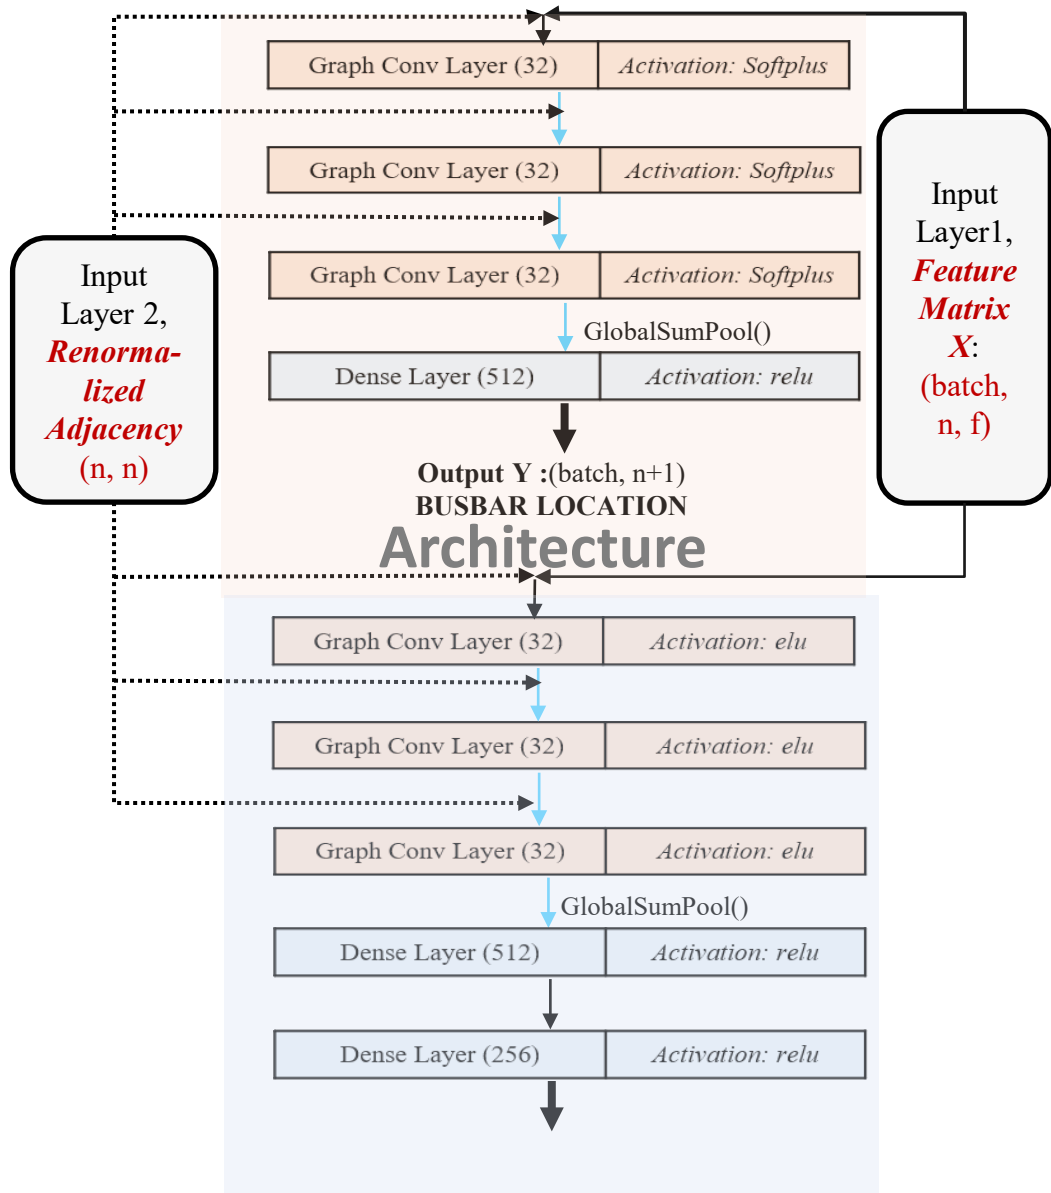 Graph Conv Layer (32) Activation: Softplus
Graph Conv Layer (32) Activation: Softplus
Graph Conv Layer (32) Activation: Softplus
GlobalSumPool()
Dense Layer (512) Activation: relu
Output Y :(batch, n+1)
BUSBAR LOCATION
Architecture
Input
Layer 2,
Renorma-
lized
Adjacency
(n, n)
Input
Layer1,
Feature
Matrix
X:
(batch,
n, f)
Graph Conv Layer (32) Activation: elu
Graph Conv Layer (32) Activation: elu
Graph Conv Layer (32) Activation: elu
GlobalSumPool()
Dense Layer (512) Activation: relu
Dense Layer (256) Activation: relu